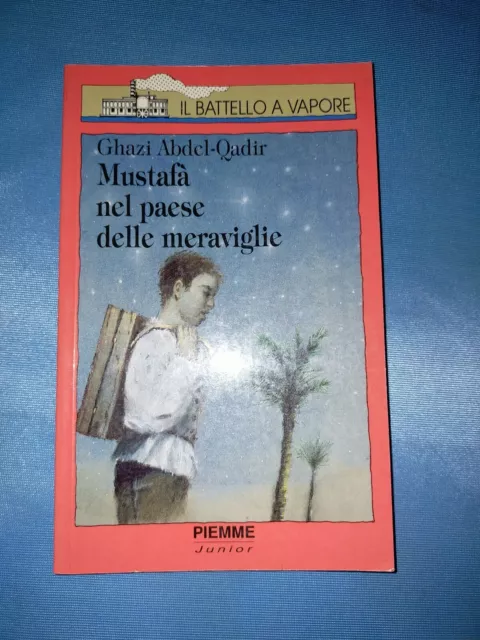 IL BATTELLO A VAPORE
Ghazi Abdel-Qadir
Mustafà
nel paese
delle meraviglie
PIEMME
Junior